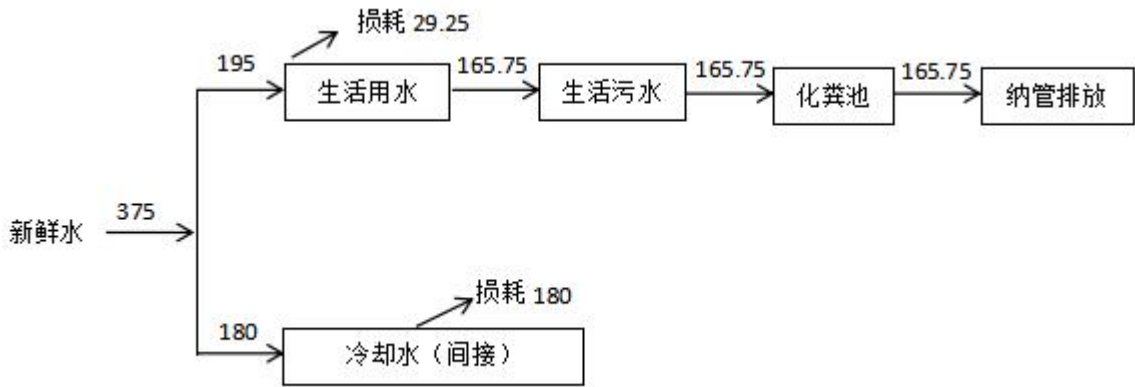 损耗 29.25
195
生活用水
165.75
生活污水
165.75
化粪池
165.75
纳管排放
新鲜水
375
损耗 180
180
冷却水（间接）